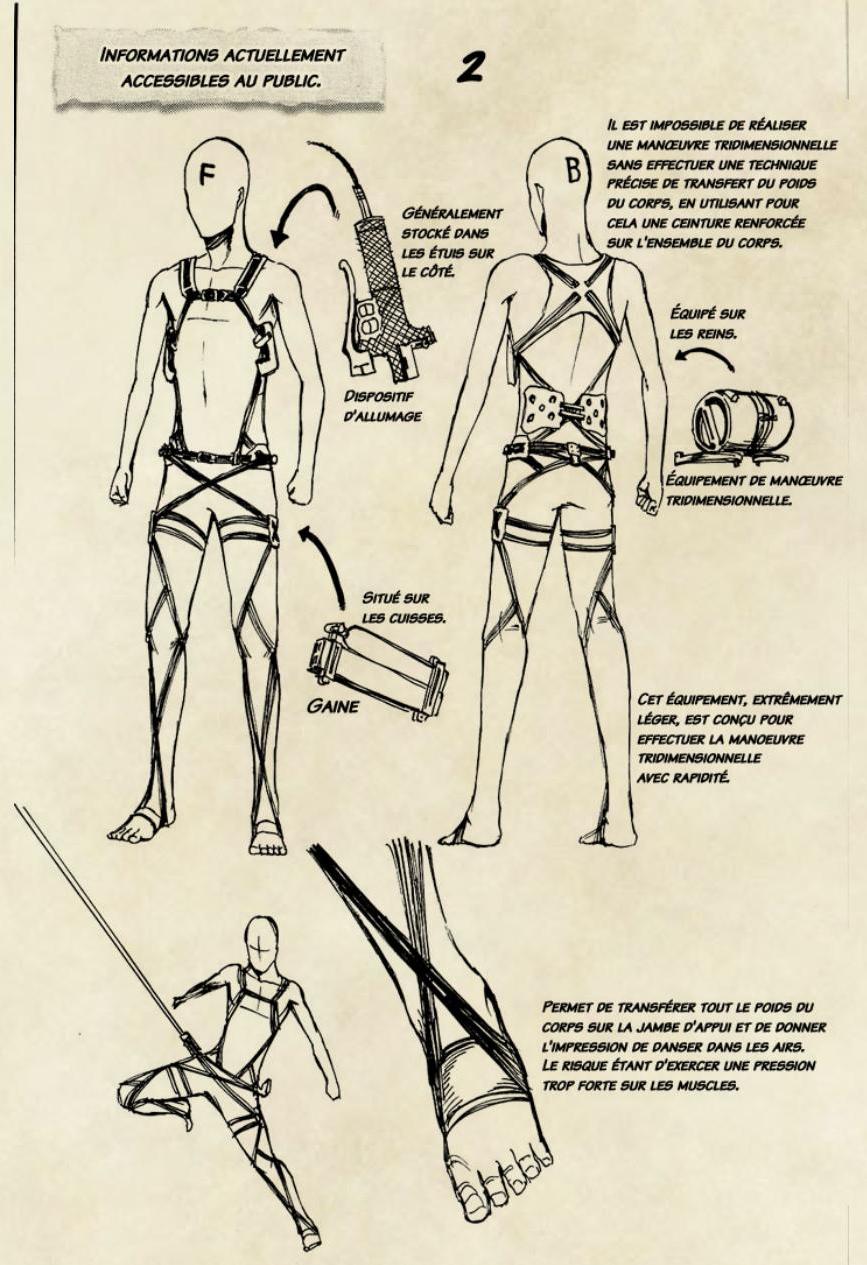 INFORMATIONS ACTUELLEMENT
ACCESSIBLES AU PUBLIC.
2
IL EST IMPOSSIBLE DE RÉALISER
UNE MANŒUVRE TRIDIMENSIONNELLE
SANS EFFECTUER UNE TECHNIQUE
PRÉCISE DE TRANSFERT DU POIDS
DU CORPS, EN UTILISANT POUR
CELA UNE CEINTURE RENFORCÉE
SUR L'ENSEMBLE DU CORPS.
F
B
GÉNÉRALEMENT
STOCKÉ DANS
LES ÉTUIS SUR
LE CÔTÉ.
DISPOSITIF
D'ALLUMAGE
ÉQUIPÉ SUR
LES REINS.
ÉQUIPEMENT DE MANŒUVRE
TRIDIMENSIONNELLE.
SITUÉ SUR
LES CUISSES.
GAINE
CET ÉQUIPEMENT, EXTRÊMEMENT
LÉGER, EST CONÇU POUR
EFFECTUER LA MANOEUVRE
TRIDIMENSIONNELLE
AVEC RAPIDITÉ.
PERMET DE TRANSFÉRER TOUT LE POIDS DU
CORPS SUR LA JAMBE D'APPUI ET DE DONNER
L'IMPRESSION DE DANSER DANS LES AIRS.
LE RISQUE ÉTANT D'EXERCER UNE PRESSION
TROP FORTE SUR LES MUSCLES.